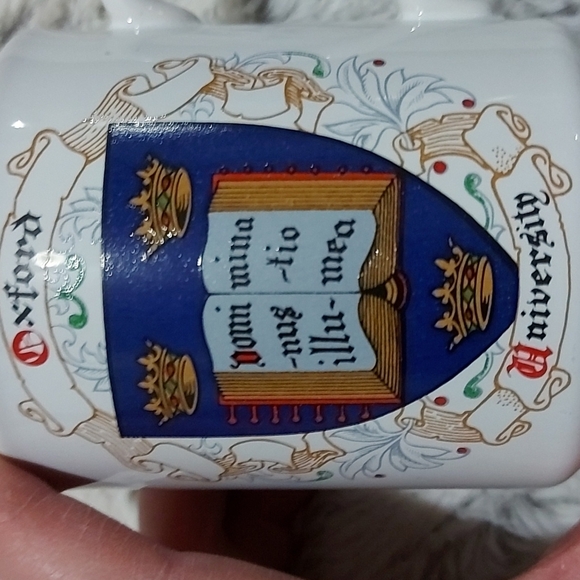 Oxford
Domi
-nus
illu-
mina
-tio
mea
University